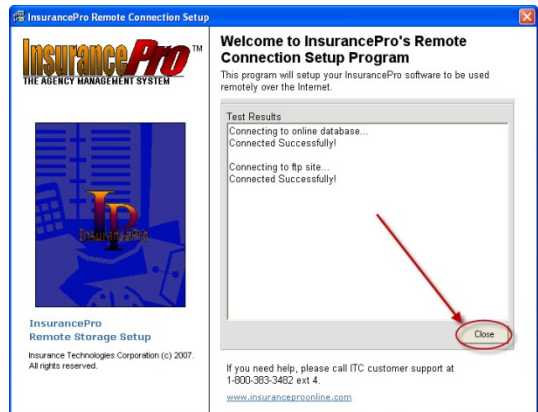 InsurancePro Remote Connection Setup
InsurancePro™
THE AGENCY MANAGEMENT SYSTEM
IP
InsurancePro
InsurancePro
Remote Storage Setup
Insurance Technologies Corporation (c) 2007.
All rights reserved.
Welcome to InsurancePro's Remote
Connection Setup Program
This program will setup your InsurancePro software to be used
remotely over the Internet.
Test Results
Connecting to online database...
Connected Successfully!
Connecting to ftp site...
Connected Successfully!
Close
If you need help, please call ITC customer support at
1-800-383-3482 ext 4.
www.insuranceproonline.com